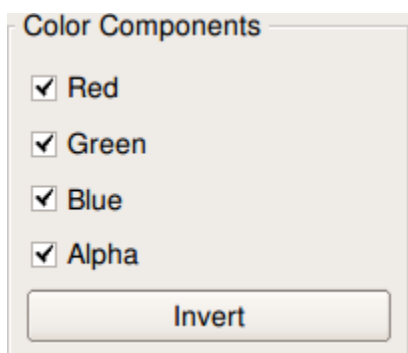 Color Components
Red
Green
Blue
Alpha
Invert